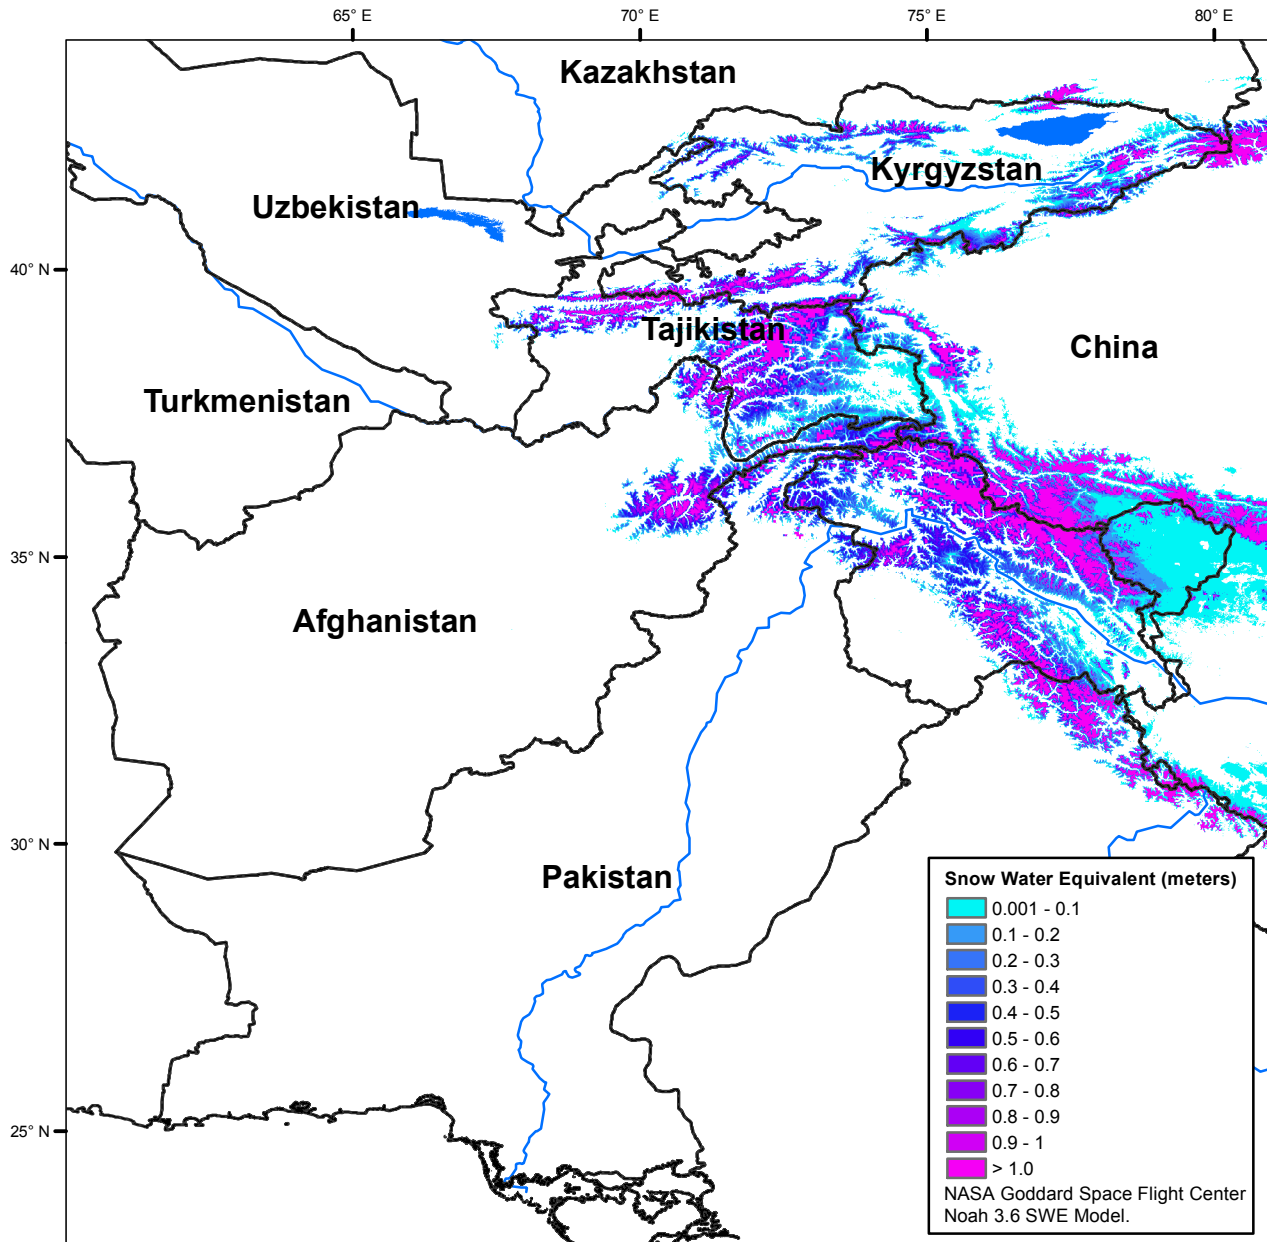 65° E
70° E
75° E
80° E
Kazakhstan
Kyrgyzstan
Uzbekistan
40° N
Tajikistan
China
Turkmenistan
35° N
Afghanistan
30° N
Pakistan
25° N
Snow Water Equivalent (meters)
0.001 - 0.1
0.1 - 0.2
0.2 - 0.3
0.3 - 0.4
0.4 - 0.5
0.5 - 0.6
0.6 - 0.7
0.7 - 0.8
0.8 - 0.9
0.9 - 1
> 1.0
NASA Goddard Space Flight Center
Noah 3.6 SWE Model.